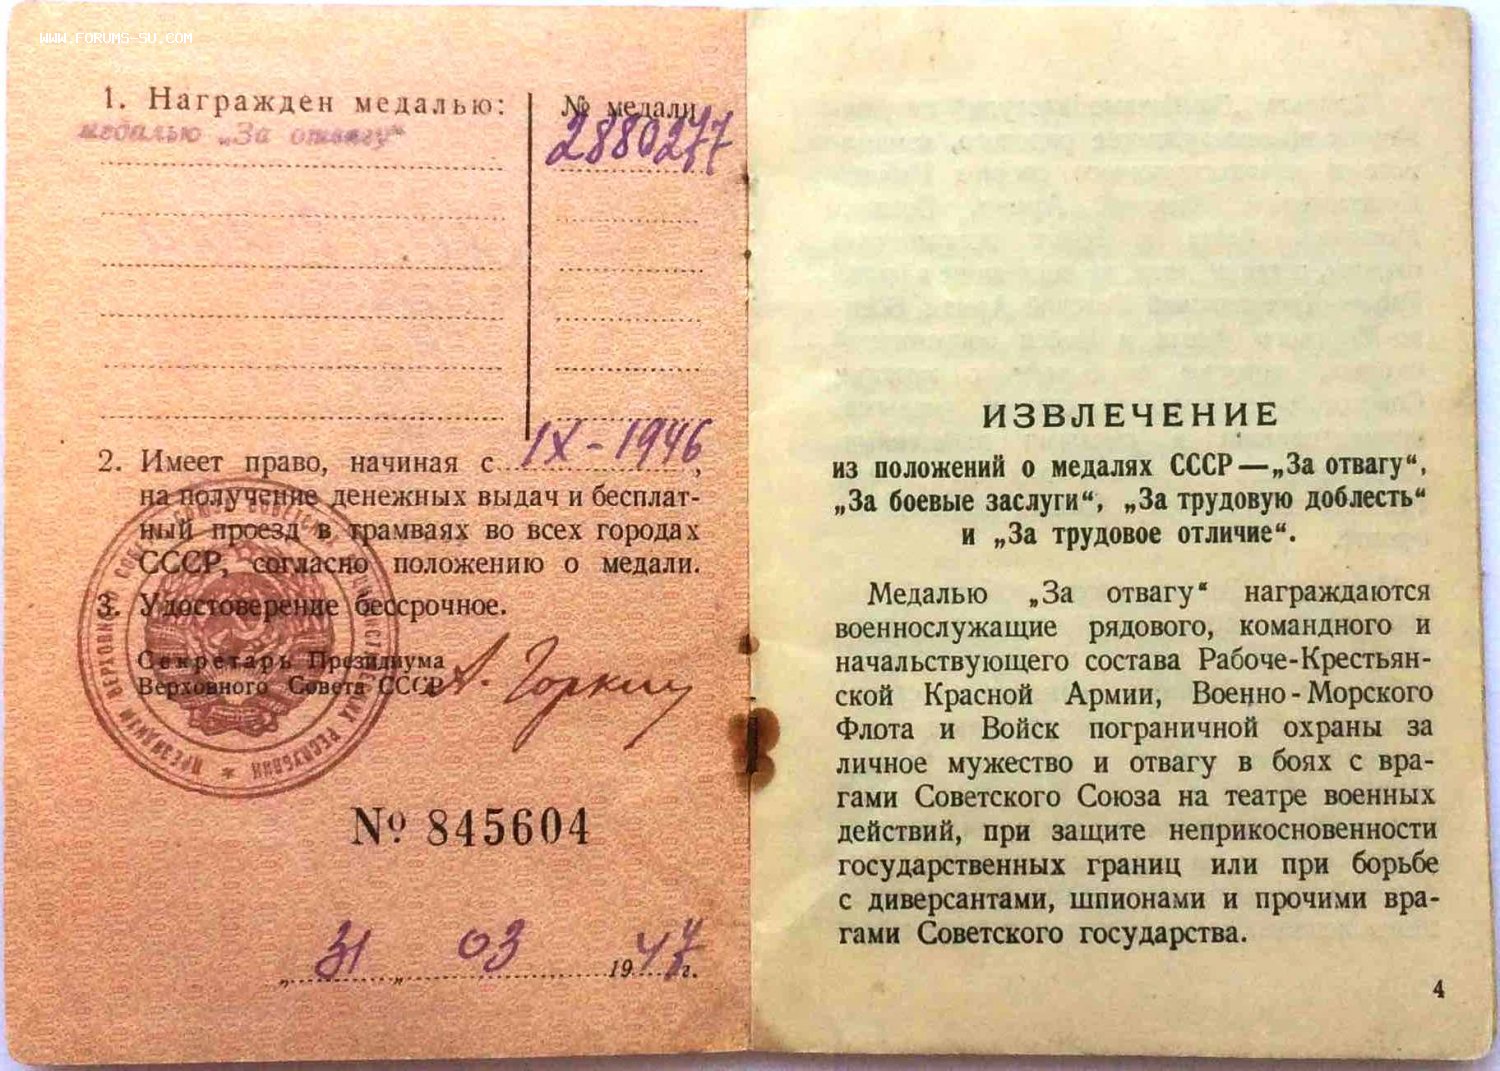 WWW.FORUMS-SU.COM
1. Награжден медалью:
№ медали
медалью „За отвагу“
2880277
2. Имеет право, начиная с IX-1946,
на получение денежных выдач и бесплат-
ный проезд в трамваях во всех городах
СССР, согласно положению о медали.
3. Удостоверение бессрочное.
Секретарь Президиума
Верховного Совета СССР
А. Горкин
№ 845604
„31“ 03 1947 г.
ИЗВЛЕЧЕНИЕ
из положений о медалях СССР—„За отвагу“,
„За боевые заслуги“, „За трудовую доблесть“
и „За трудовое отличие“.
Медалью „За отвагу“ награждаются
военнослужащие рядового, командного и
начальствующего состава Рабоче-Крестьян-
ской Красной Армии, Военно-Морского
Флота и Войск пограничной охраны за
личное мужество и отвагу в боях с вра-
гами Советского Союза на театре военных
действий, при защите неприкосновенности
государственных границ или при борьбе
с диверсантами, шпионами и прочими вра-
гами Советского государства.
4